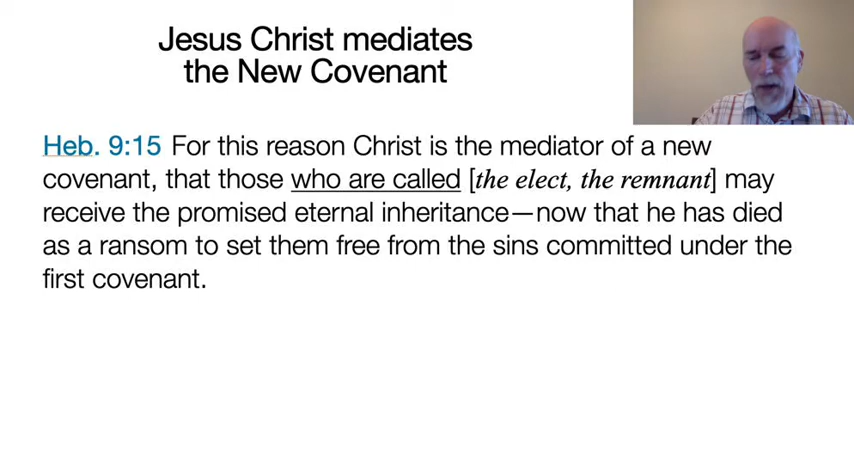 Jesus Christ mediates
the New Covenant
Heb. 9:15 For this reason Christ is the mediator of a new
covenant, that those who are called [the elect, the remnant] may
receive the promised eternal inheritance—now that he has died
as a ransom to set them free from the sins committed under the
first covenant.